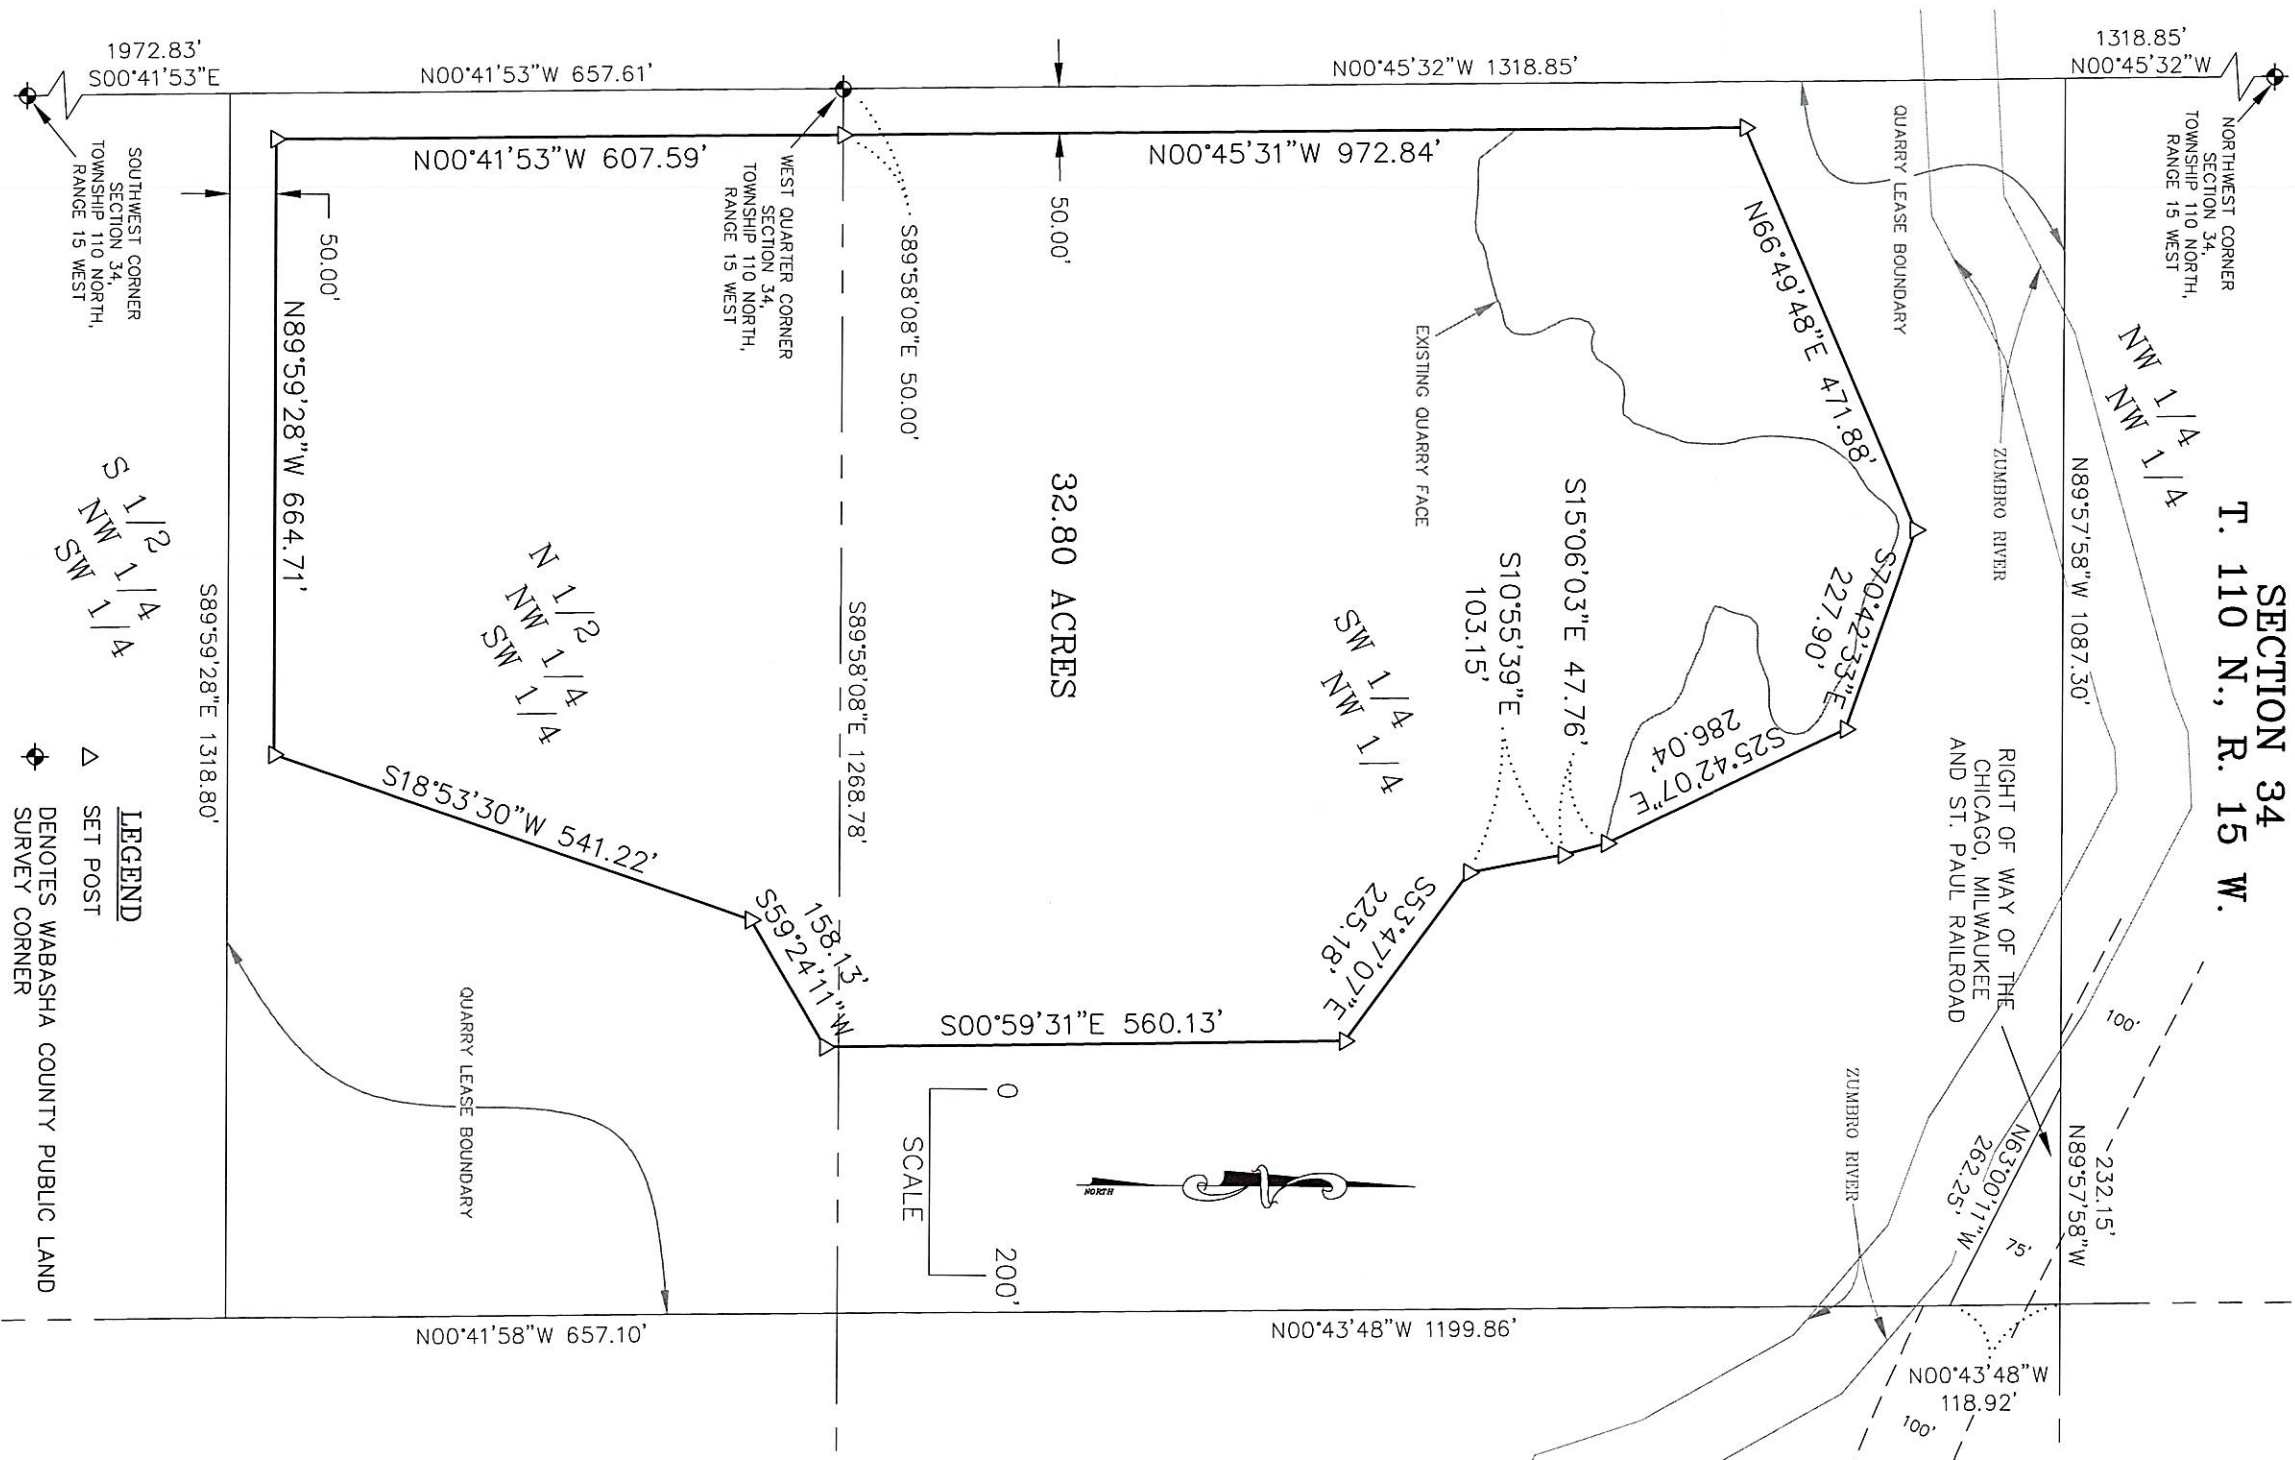 SECTION 34
T. 110 N., R. 15 W.
1318.85'
N00°45'32"W
NORTHWEST CORNER
SECTION 34,
TOWNSHIP 110 NORTH,
RANGE 15 WEST
NW 1/4
NW 1/4
N89°57'58"W 1087.30'
232.15'
N89°57'58"W
100'
75'
N63°00'11"W
262.25'
N00°43'48"W
118.92'
100'
RIGHT OF WAY OF THE
CHICAGO, MILWAUKEE
AND ST. PAUL RAILROAD
ZUMBRO RIVER
ZUMBRO RIVER
QUARRY LEASE BOUNDARY
N00°45'32"W 1318.85'
N66°49'48"E 471.88'
S70°42'33"E
227.90'
S25°42'07"E
286.04'
S15°06'03"E 47.76'
S10°55'39"E
103.15'
S53°47'07"E
225.18'
EXISTING QUARRY FACE
N00°45'31"W 972.84'
50.00'
SW 1/4
NW 1/4
32.80 ACRES
S00°59'31"E 560.13'
N00°43'48"W 1199.86'
0
200'
SCALE
NORTH
S89°58'08"E 50.00'
S89°58'08"E 1268.78'
WEST QUARTER CORNER
SECTION 34,
TOWNSHIP 110 NORTH,
RANGE 15 WEST
158.13'
S59°24'11"W
N00°41'53"W 657.61'
N00°41'53"W 607.59'
N 1/2
NW 1/4
SW 1/4
S18°53'30"W 541.22'
QUARRY LEASE BOUNDARY
N00°41'58"W 657.10'
50.00'
N89°59'28"W 664.71'
S89°59'28"E 1318.80'
1972.83'
S00°41'53"E
SOUTHWEST CORNER
SECTION 34,
TOWNSHIP 110 NORTH,
RANGE 15 WEST
S 1/2
NW 1/4
SW 1/4
LEGEND
SET POST
DENOTES WABASHA COUNTY PUBLIC LAND
SURVEY CORNER